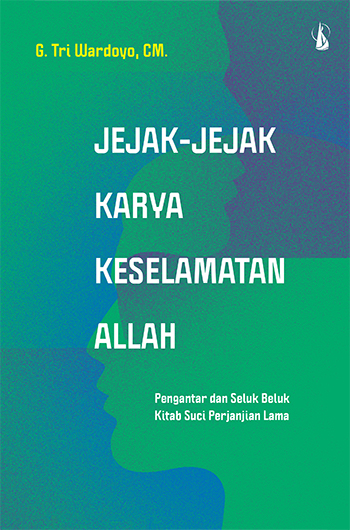 G. Tri Wardoyo, CM.
JEJAK-JEJAK
KARYA
KESELAMATAN
ALLAH
Pengantar dan Seluk Beluk
Kitab Suci Perjanjian Lama